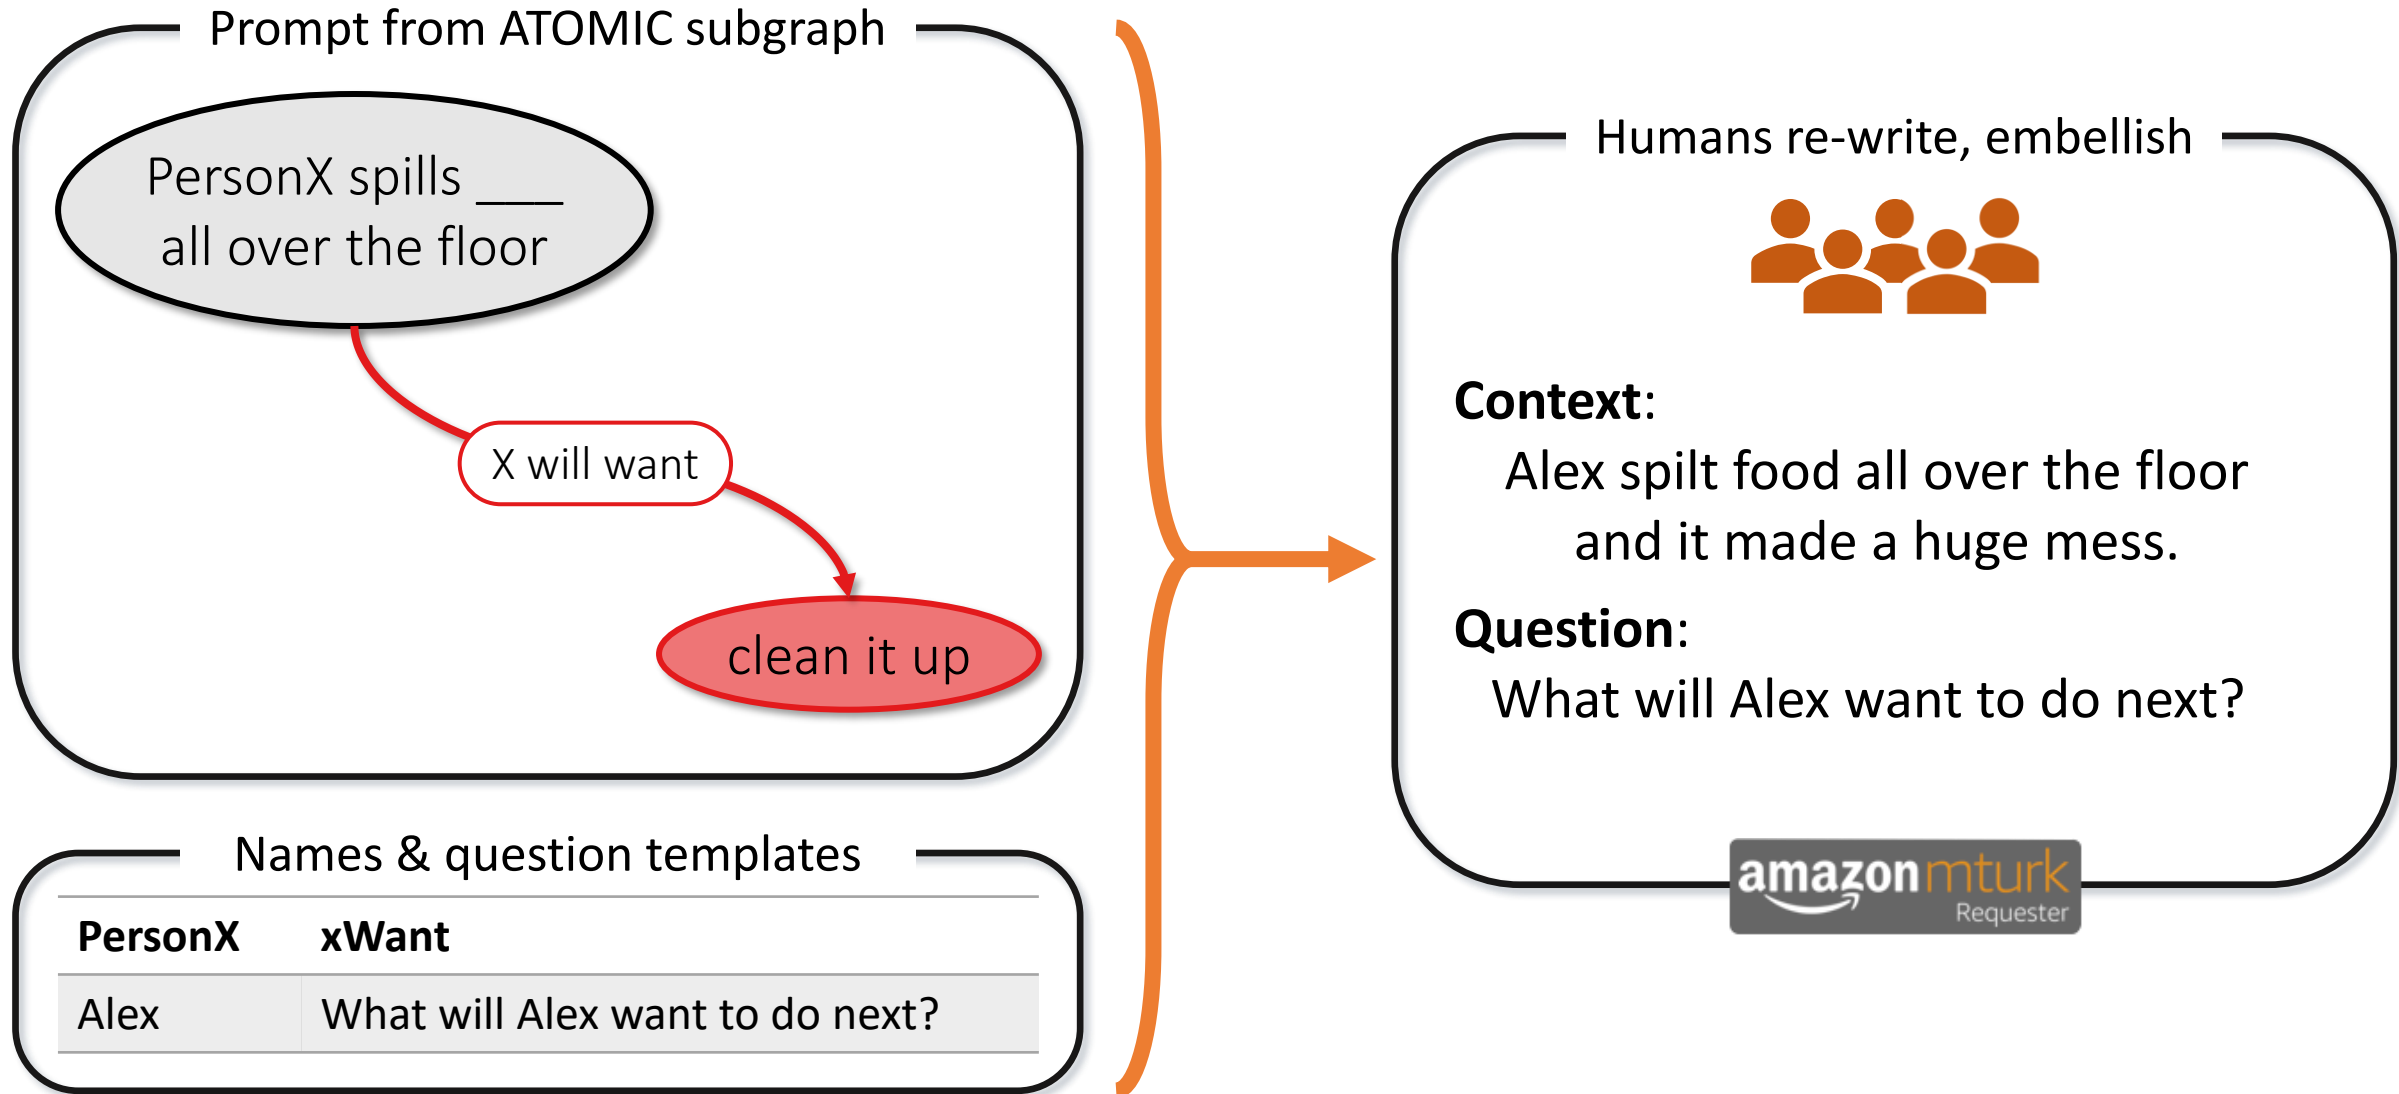 Prompt from ATOMIC subgraph
PersonX spills ___
all over the floor
X will want
clean it up
Names & question templates
PersonX xWant
Alex What will Alex want to do next?
Humans re-write, embellish
Context:
Alex spilt food all over the floor
and it made a huge mess.
Question:
What will Alex want to do next?
amazon mturk
Requester